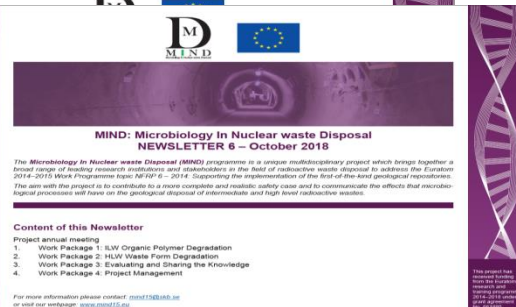 M
MIND
MIND: Microbiology In Nuclear waste Disposal
NEWSLETTER 6 – October 2018
The Microbiology In Nuclear waste Disposal (MIND) programme is a unique multidisciplinary project which brings together a
broad range of leading research institutions and stakeholders in the field of radioactive waste disposal to address the Euratom
2014–2015 Work Programme topic NFRP 6 – 2014: Supporting the implementation of the first-of-the-kind geological repositories.
The aim with the project is to contribute to a more complete and realistic safety case and to communicate the effects that microbio-
logical processes will have on the geological disposal of intermediate and high level radioactive wastes.
Content of this Newsletter
Project annual meeting
1. Work Package 1: ILW Organic Polymer Degradation
2. Work Package 2: HLW Waste Form Degradation
3. Work Package 3: Evaluating and Sharing the Knowledge
4. Work Package 4: Project Management
For more information please contact: mind15@skb.se
or visit our webpage: www.mind15.eu
This project has
received funding
from the Euratom
research and
training programme
2014–2018 under
grant agreement